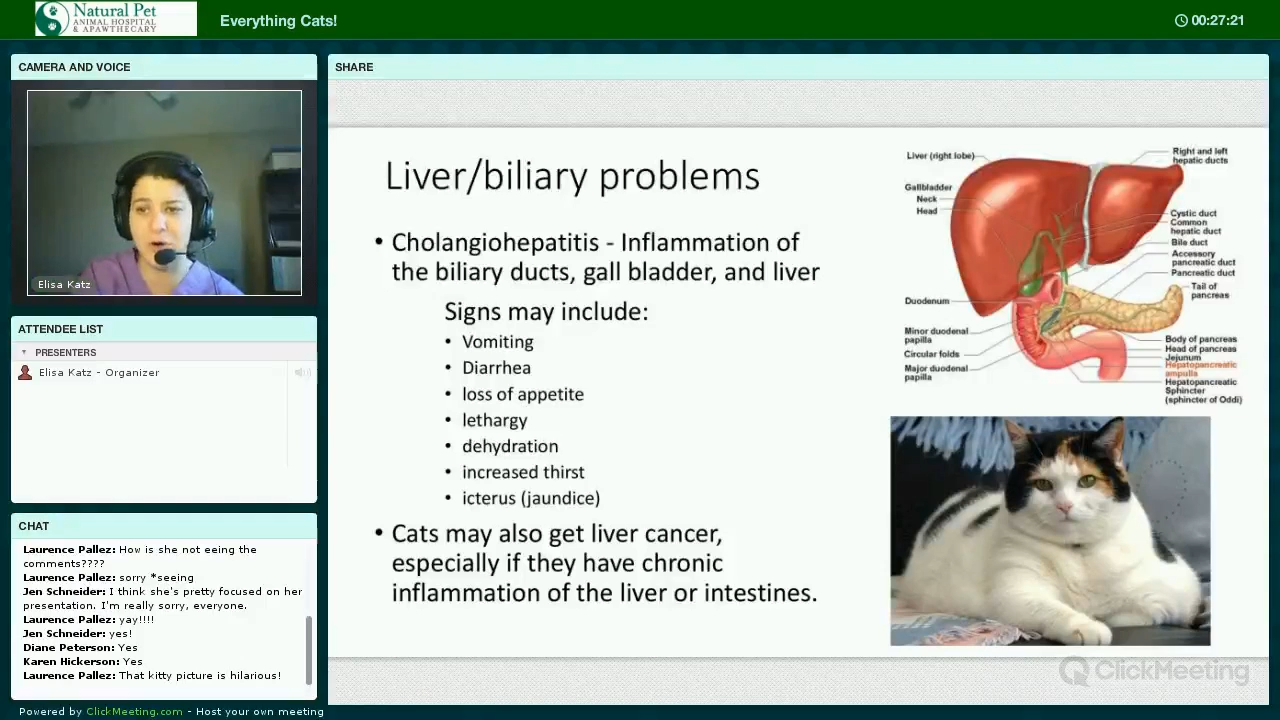 Natural Pet
ANIMAL HOSPITAL
& APAWTHECARY
Everything Cats!
00:27:21
CAMERA AND VOICE
Elisa Katz
ATTENDEE LIST
PRESENTERS
Elisa Katz - Organizer
CHAT
Laurence Pallez: How is she not eeing the
comments????
Laurence Pallez: sorry *seeing
Jen Schneider: I think she's pretty focused on her
presentation. I'm really sorry, everyone.
Laurence Pallez: yay!!!!
Jen Schneider: yes!
Diane Peterson: Yes
Karen Hickerson: Yes
Laurence Pallez: That kitty picture is hilarious!
Powered by ClickMeeting.com - Host your own meeting
SHARE
Liver/biliary problems
• Cholangiohepatitis - Inflammation of
the biliary ducts, gall bladder, and liver
Signs may include:
• Vomiting
• Diarrhea
• loss of appetite
• lethargy
• dehydration
• increased thirst
• icterus (jaundice)
• Cats may also get liver cancer,
especially if they have chronic
inflammation of the liver or intestines.
Liver (right lobe)
Gallbladder
Neck
Head
Duodenum
Minor duodenal
papilla
Circular folds
Major duodenal
papilla
Right and left
hepatic ducts
Cystic duct
Common
hepatic duct
Bile duct
Accessory
pancreatic duct
Pancreatic duct
Tail of
pancreas
Body of pancreas
Head of pancreas
Jejunum
Hepatopancreatic
ampulla
Hepatopancreatic
Sphincter
(sphincter of Oddi)
ClickMeeting